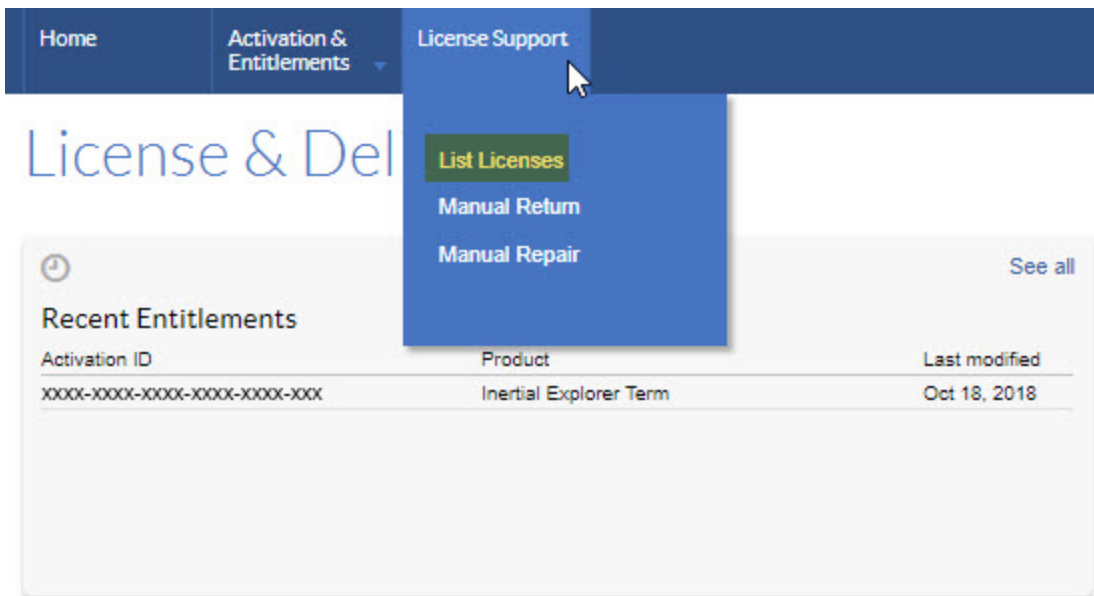 Home
Activation &
Entitlements
License Support
License & Del
List Licenses
Manual Return
Manual Repair
See all
Recent Entitlements
Activation ID Product Last modified
XXXX-XXXX-XXXX-XXXX-XXXX-XXX Inertial Explorer Term Oct 18, 2018